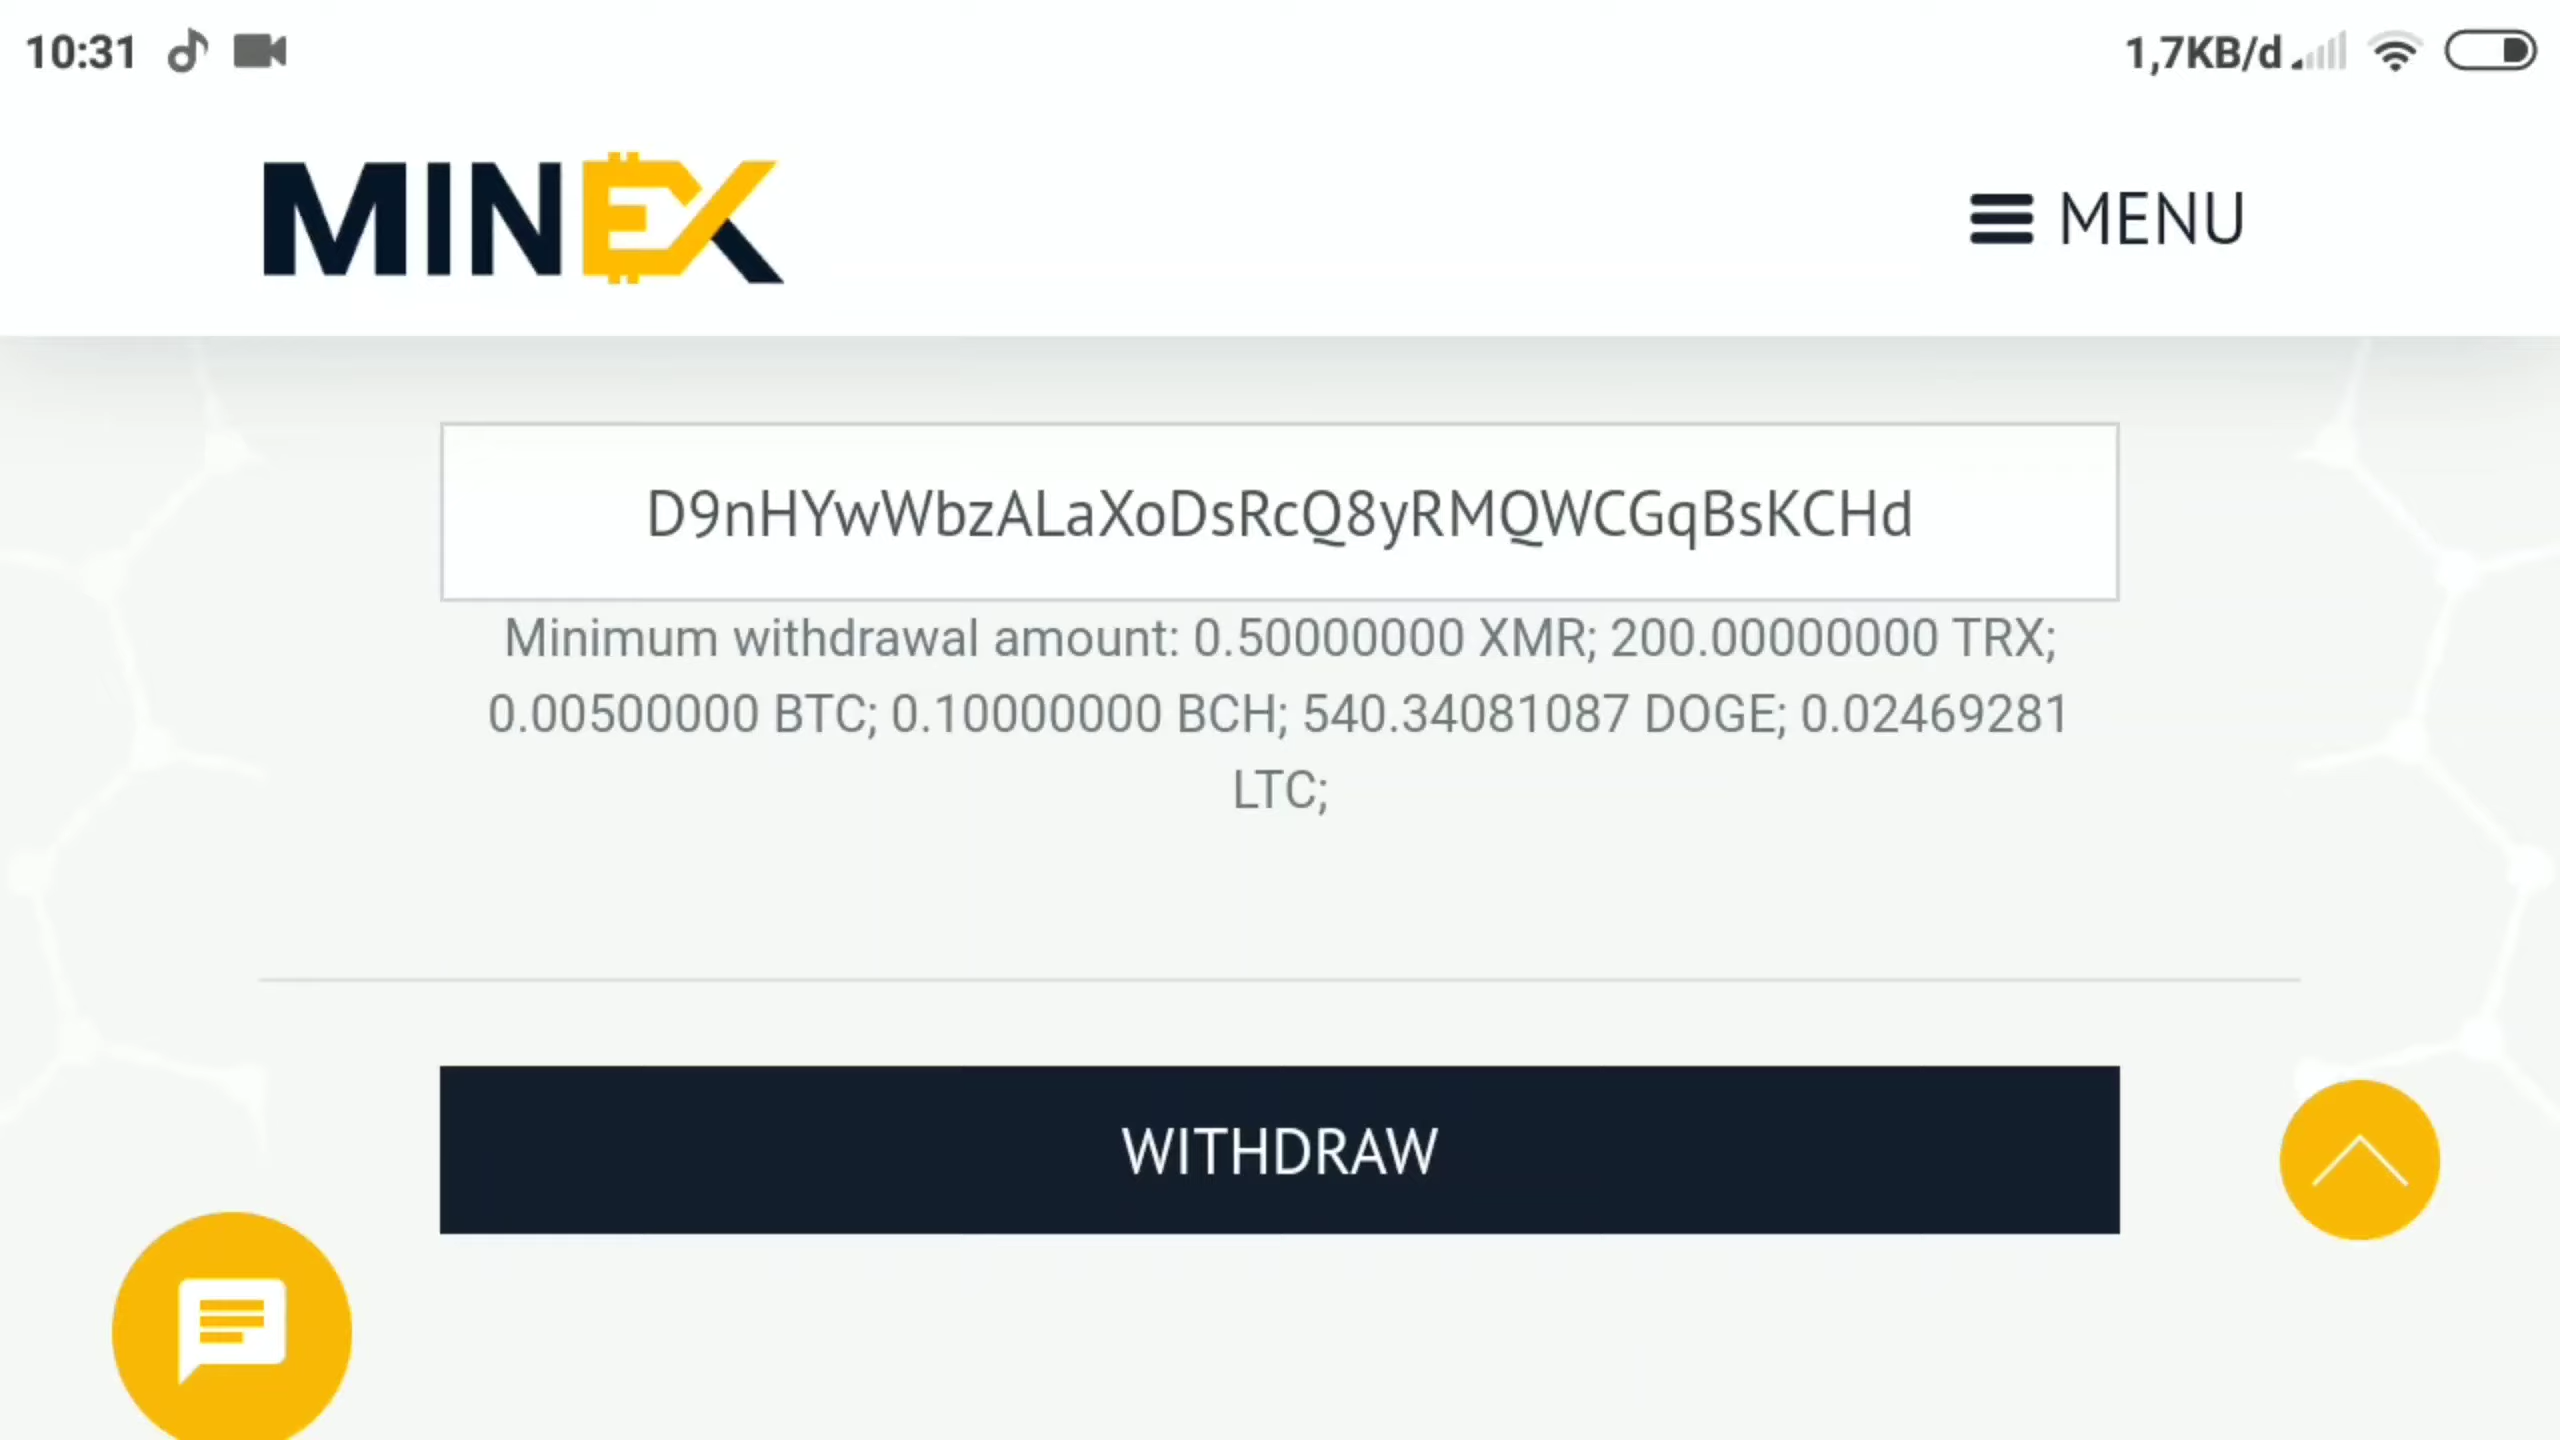 10:31
1,7KB/d
MINEX
MENU
D9nHYwWbzALaXoDsRcQ8yRMQWCGqBsKCHd
Minimum withdrawal amount: 0.50000000 XMR; 200.00000000 TRX;
0.00500000 BTC; 0.10000000 BCH; 540.34081087 DOGE; 0.02469281
LTC;
WITHDRAW